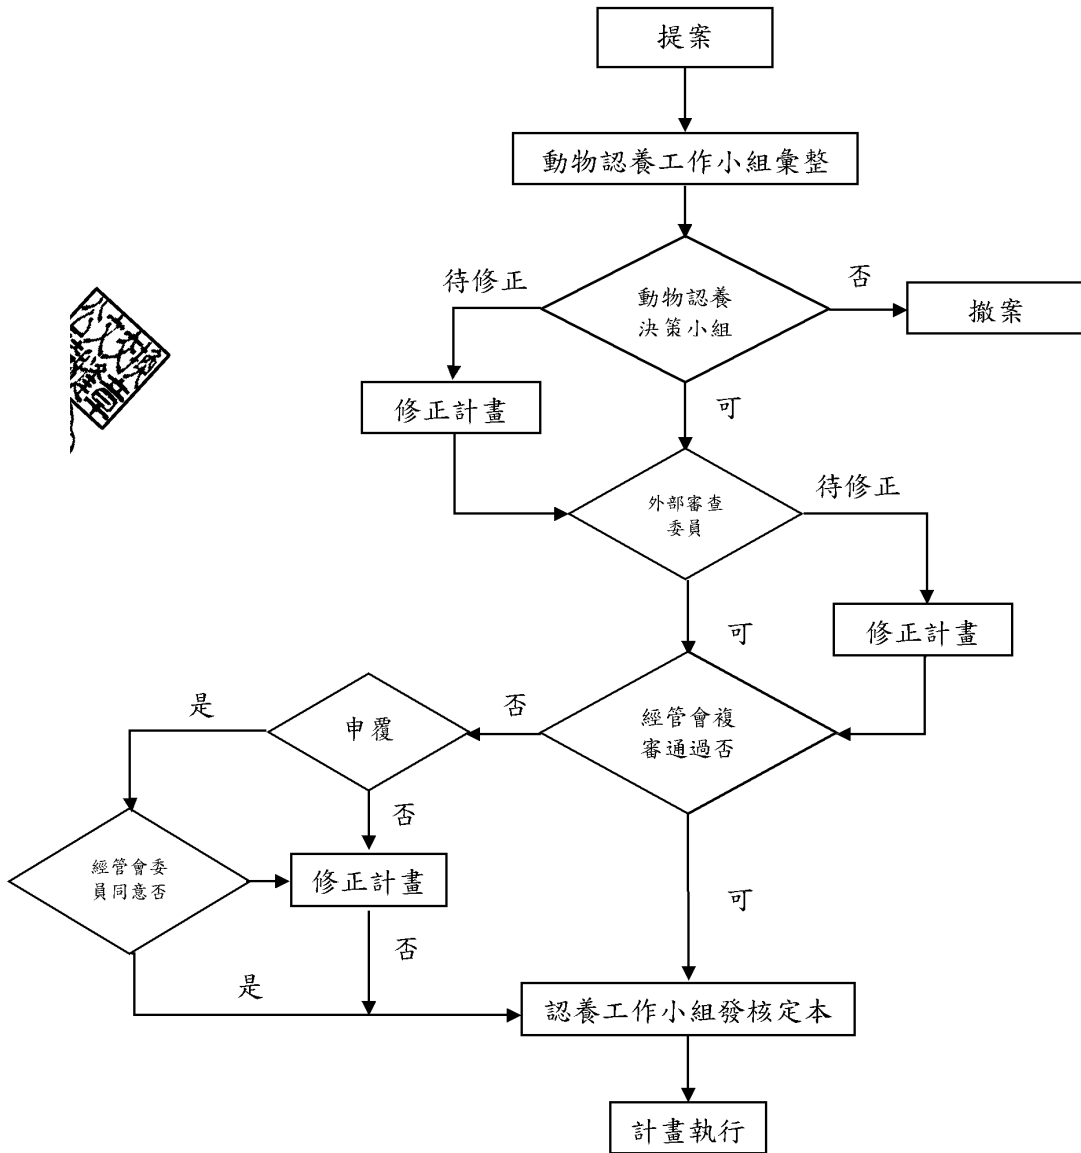 提案
動物認養工作小組彙整
待修正
否
動物認養
決策小組
撤案
修正計畫
可
外部審查
委員
待修正
修正計畫
可
是
申覆
否
經管會複
審通過否
否
經管會委
員同意否
修正計畫
可
否
是
認養工作小組發核定本
計畫執行